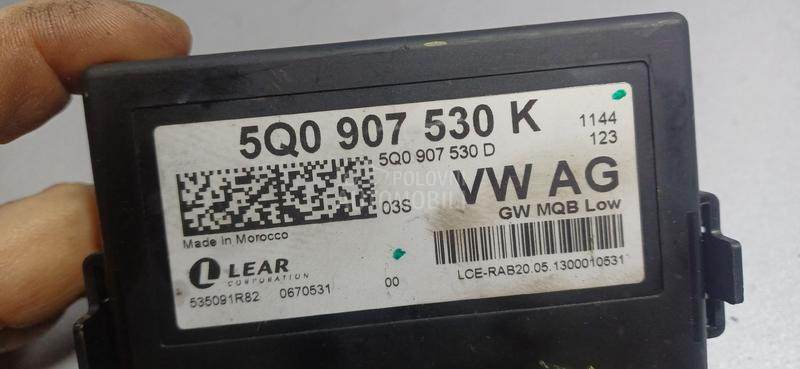 5Q0 907 530 K
1144
123
5Q0 907 530 D
VW AG
03S
GW MQB Low
Made in Morocco
LEAR
CORPORATION
LCE-RAB20.05.1300010531
535091R82 0670531 00